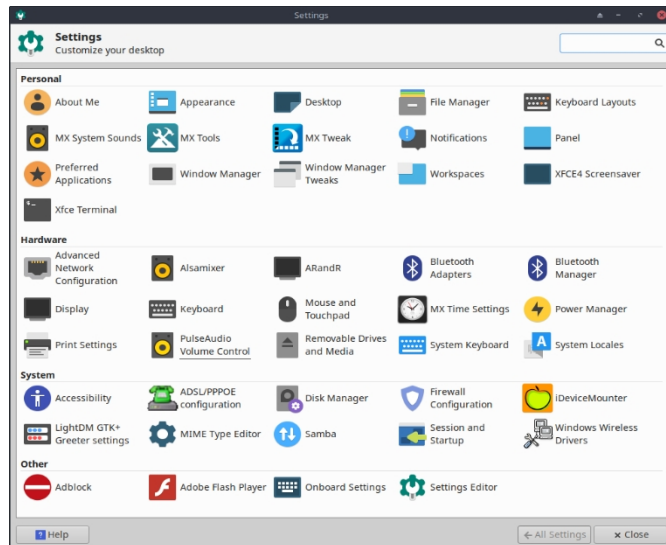 Settings
Settings
Customize your desktop
Personal
About Me
Appearance
Desktop
File Manager
Keyboard Layouts
MX System Sounds
MX Tools
MX Tweak
Notifications
Panel
Preferred
Applications
Window Manager
Window Manager
Tweaks
Workspaces
XFCE4 Screensaver
Xfce Terminal
Hardware
Advanced
Network
Configuration
Alsamixer
ARandR
Bluetooth
Adapters
Bluetooth
Manager
Display
Keyboard
Mouse and
Touchpad
MX Time Settings
Power Manager
Print Settings
PulseAudio
Volume Control
Removable Drives
and Media
System Keyboard
System Locales
System
Accessibility
ADSL/PPPOE
configuration
Disk Manager
Firewall
Configuration
iDeviceMounter
LightDM GTK+
Greeter settings
MIME Type Editor
Samba
Session and
Startup
Windows Wireless
Drivers
Other
Adblock
Adobe Flash Player
Onboard Settings
Settings Editor
Help
All Settings
Close